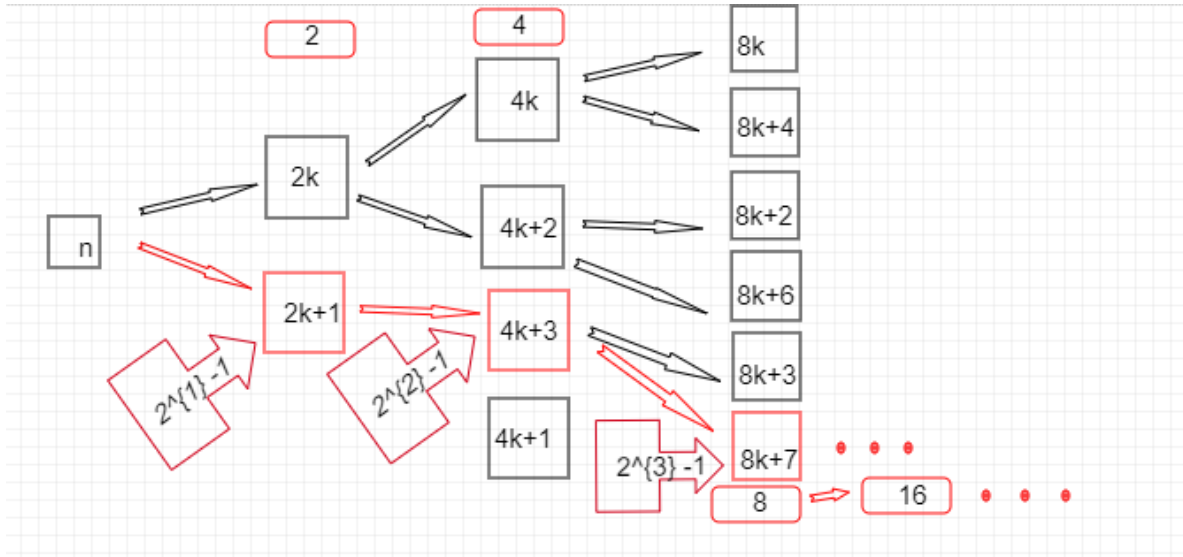 2
4
8k
4k
8k+4
2k
8k+2
4k+2
n
8k+6
2k+1
4k+3
2^{1} -1
2^{2} -1
8k+3
4k+1
8k+7
2^{3} -1
8
16